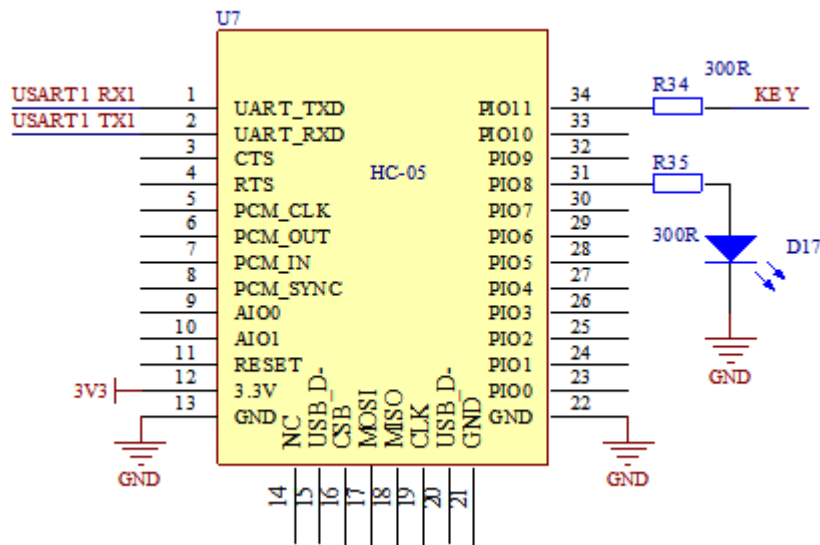 U7
USART1 RX1 1 UART_TXD PIO11 34 R34 300R KEY
USART1 TX1 2 UART_RXD PIO10 33
3 CTS PIO9 32
4 RTS HC-05 PIO8 31 R35
5 PCM_CLK PIO7 30
6 PCM_OUT PIO6 29 300R D17
7 PCM_IN PIO5 28
8 PCM_SYNC PIO4 27
9 AIO0 PIO3 26
10 AIO1 PIO2 25
11 RESET PIO1 24
3V3 12 3.3V PIO0 23
13 GND GND 22
GND
GND
GND
NC
USB_D-
CSB
MOSI
MISO
CLK
USB_D-
GND
14
15
16
17
18
19
20
21